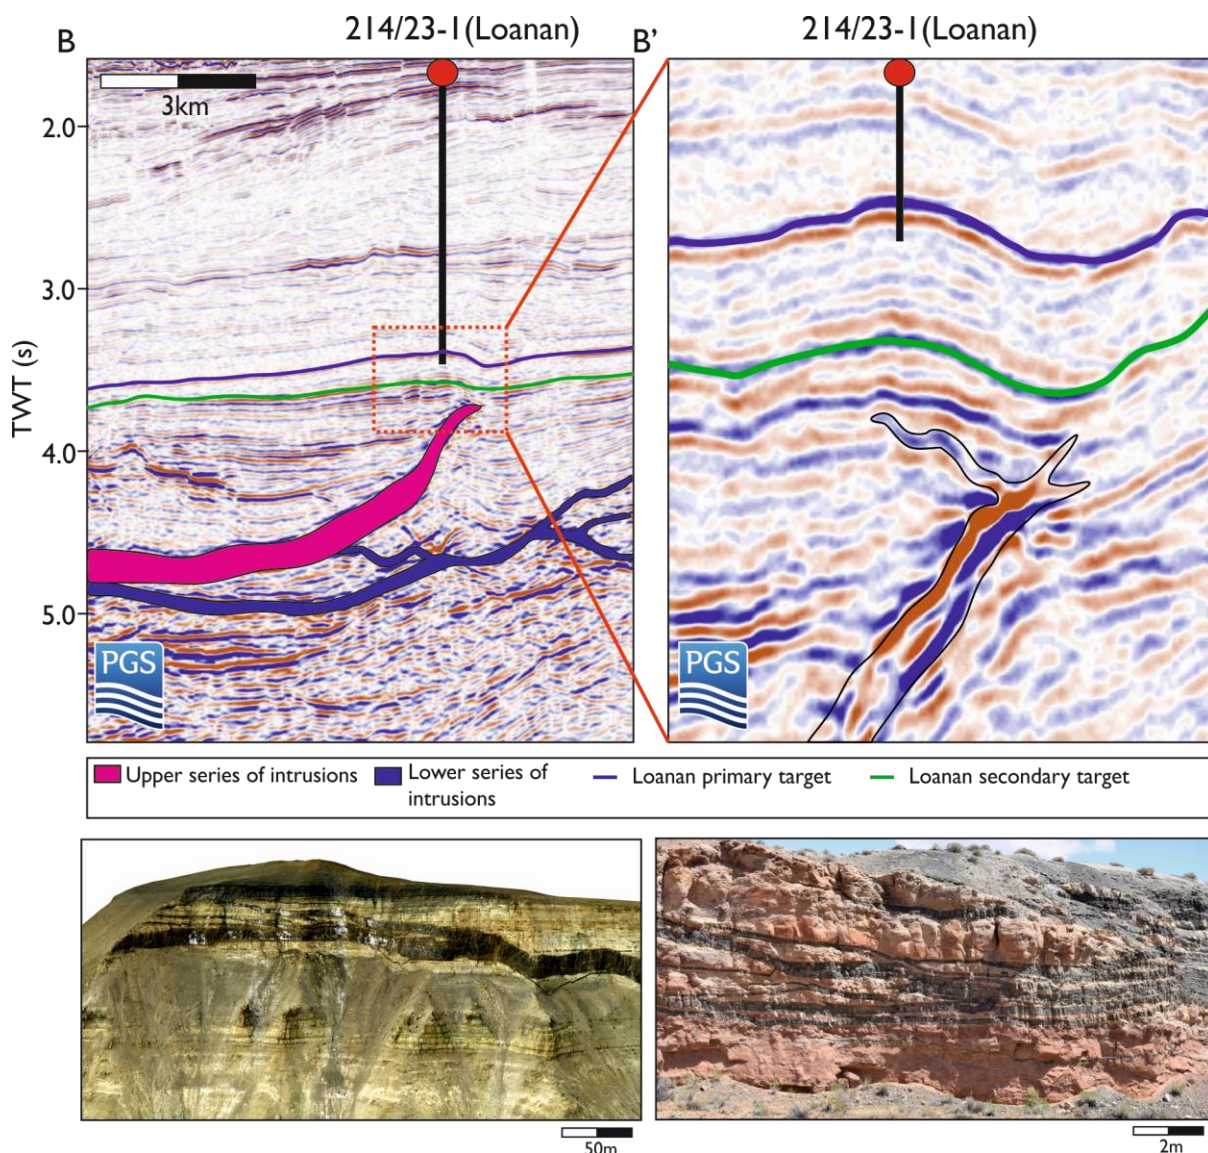 214/23-1(Loanan)
214/23-1(Loanan)
B
B'
3km
2.0
3.0
TWT (s)
4.0
5.0
PGS
PGS
Upper series of intrusions
Lower series of
intrusions
Loanan primary target
Loanan secondary target
50m
2m